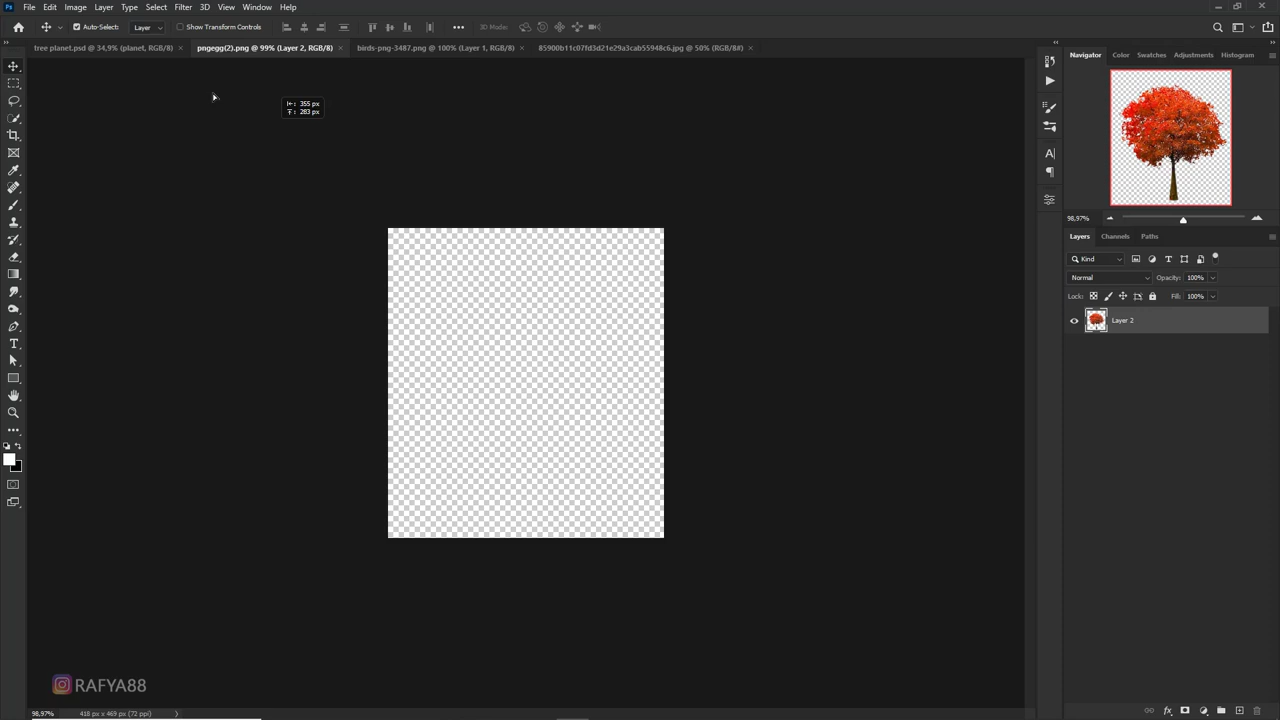 Ps File Edit Image Layer Type Select Filter 3D View Window Help
Auto-Select: Layer Show Transform Controls 3D Mode:
tree planet.psd @ 34,9% (planet, RGB/8) pngegg(2).png @ 99% (Layer 2, RGB/8) birds-png-3487.png @ 100% (Layer 1, RGB/8) 85900b11c07fd3d21e29a3cab55948c6.jpg @ 50% (RGB/8#)
Navigator Color Swatches Adjustments Histogram
355 px
283 px
98,97%
Layers Channels Paths
Kind
Normal Opacity: 100%
Lock: Fill: 100%
Layer 2
RAFYA88
98,97% 418 px x 469 px (72 ppi)